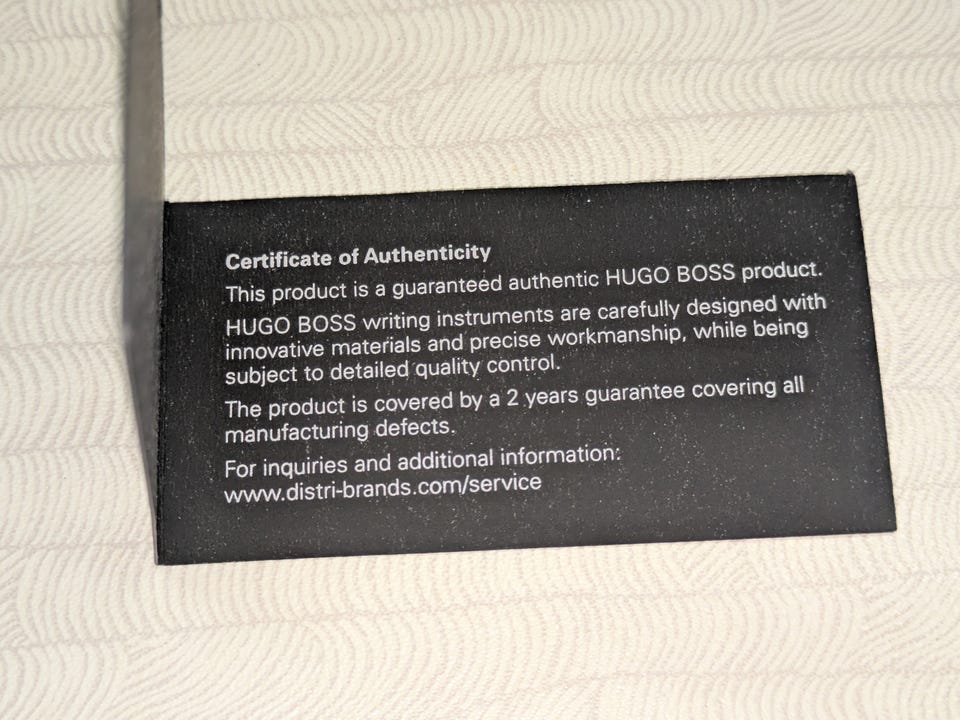 Certificate of Authenticity
This product is a guaranteed authentic HUGO BOSS product.
HUGO BOSS writing instruments are carefully designed with
innovative materials and precise workmanship, while being
subject to detailed quality control.
The product is covered by a 2 years guarantee covering all
manufacturing defects.
For inquiries and additional information:
www.distri-brands.com/service